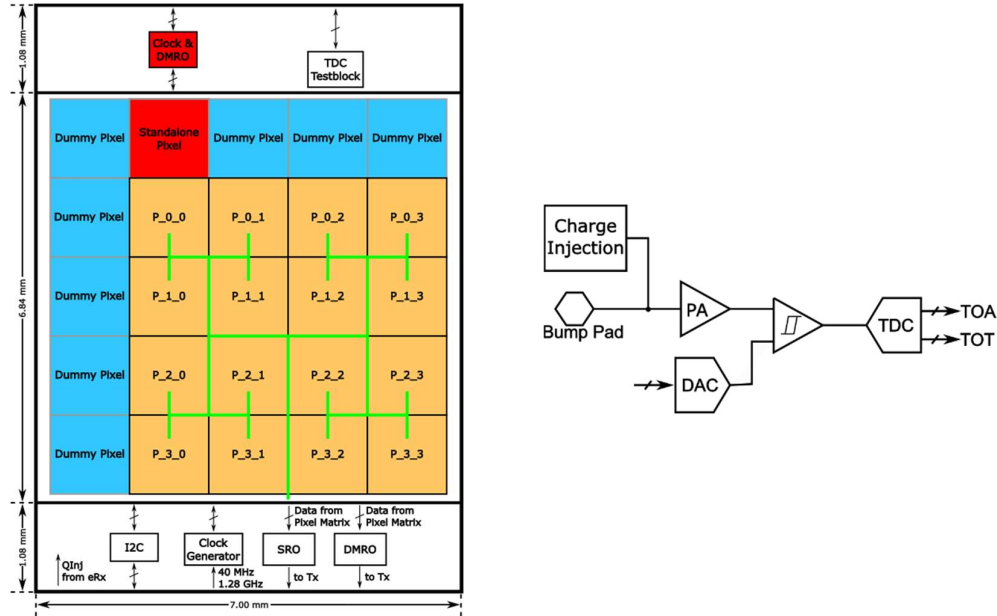 1.08 mm
Clock &
DMRO
TDC
Testblock
6.84 mm
Dummy Pixel
Standalone
Pixel
Dummy Pixel
Dummy Pixel
Dummy Pixel
Dummy Pixel
P_0_0
P_0_1
P_0_2
P_0_3
Dummy Pixel
P_1_0
P_1_1
P_1_2
P_1_3
Dummy Pixel
P_2_0
P_2_1
P_2_2
P_2_3
Dummy Pixel
P_3_0
P_3_1
P_3_2
P_3_3
1.08 mm
QInj
from eRx
I2C
Clock
Generator
40 MHz
1.28 GHz
Data from
Pixel Matrix
SRO
to Tx
Data from
Pixel Matrix
DMRO
to Tx
7.00 mm
Charge
Injection
Bump Pad
PA
DAC
TDC
TOA
TOT